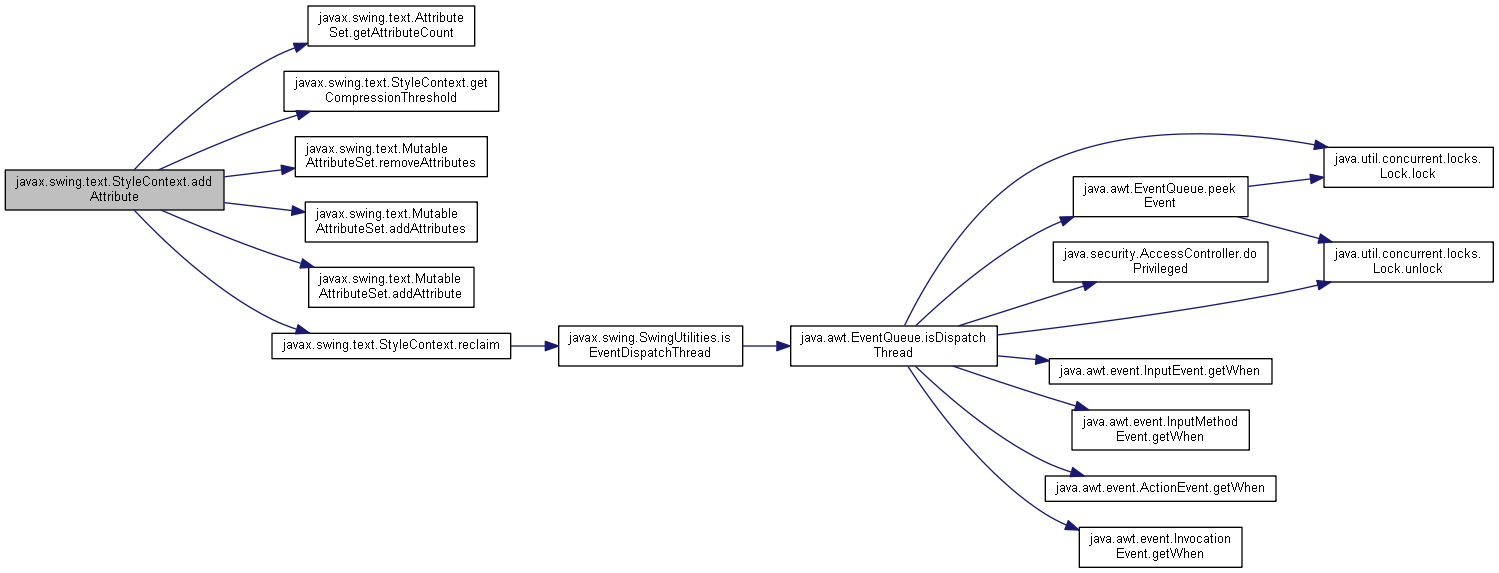 javax.swing.text.Attribute
Set.getAttributeCount
javax.swing.text.StyleContext.get
CompressionThreshold
javax.swing.text.Mutable
AttributeSet.removeAttributes
javax.swing.text.StyleContext.add
Attribute
javax.swing.text.Mutable
AttributeSet.addAttributes
javax.swing.text.Mutable
AttributeSet.addAttribute
javax.swing.text.StyleContext.reclaim
javax.swing.SwingUtilities.is
EventDispatchThread
java.awt.EventQueue.isDispatch
Thread
java.util.concurrent.locks.
Lock.lock
java.awt.EventQueue.peek
Event
java.security.AccessController.do
Privileged
java.util.concurrent.locks.
Lock.unlock
java.awt.event.InputEvent.getWhen
java.awt.event.InputMethod
Event.getWhen
java.awt.event.ActionEvent.getWhen
java.awt.event.Invocation
Event.getWhen